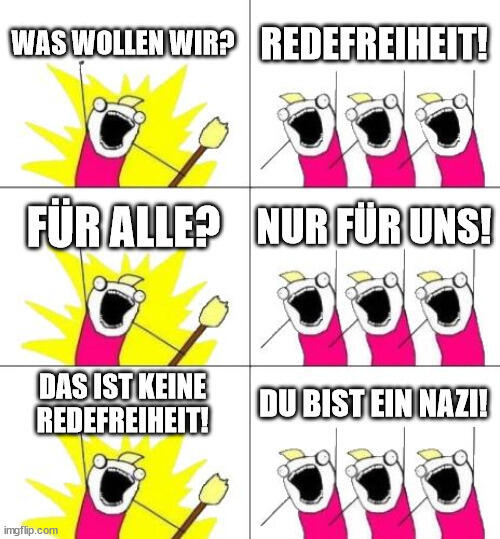 WAS WOLLEN WIR?
REDEFREIHEIT!
FÜR ALLE?
NUR FÜR UNS!
DAS IST KEINE
REDEFREIHEIT!
DU BIST EIN NAZI!
imgflip.com